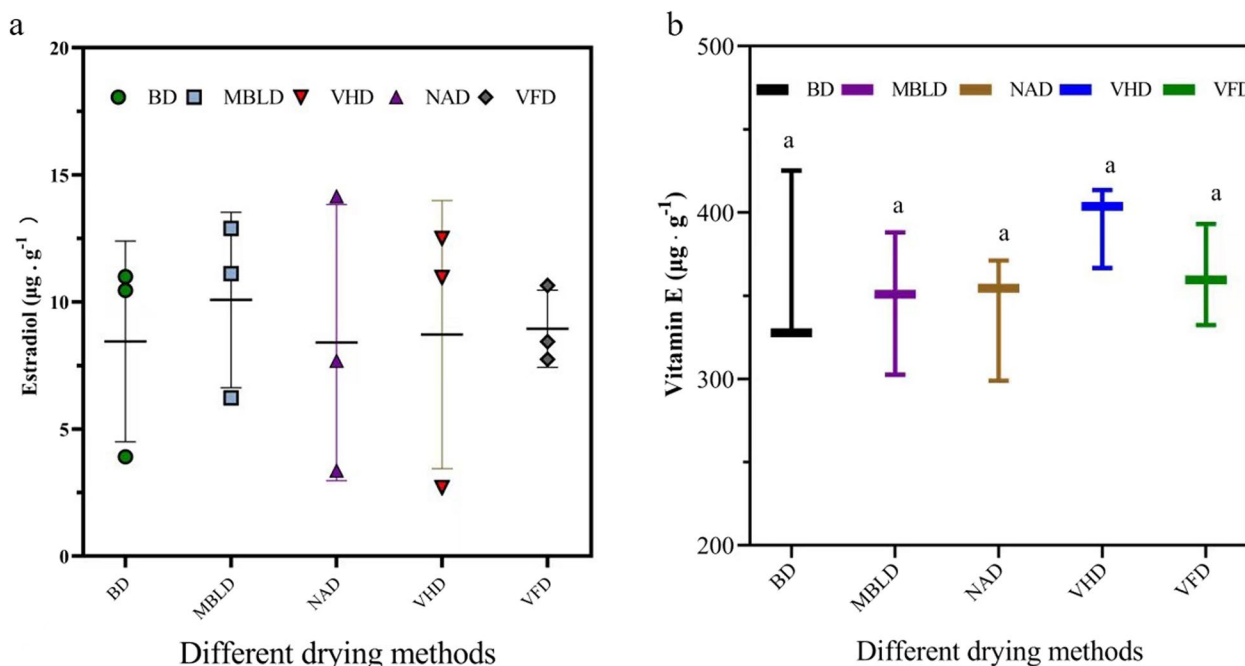 a
Estradiol (μg · g⁻¹)
20
15
10
5
0
BD MBLD VHD NAD VFD
BD
MBLD
NAD
VHD
VFD
Different drying methods
b
Vitamin E (μg · g⁻¹)
500
400
300
200
BD MBLD NAD VHD VFD
a
a
a
a
a
BD
MBLD
NAD
VHD
VFD
Different drying methods